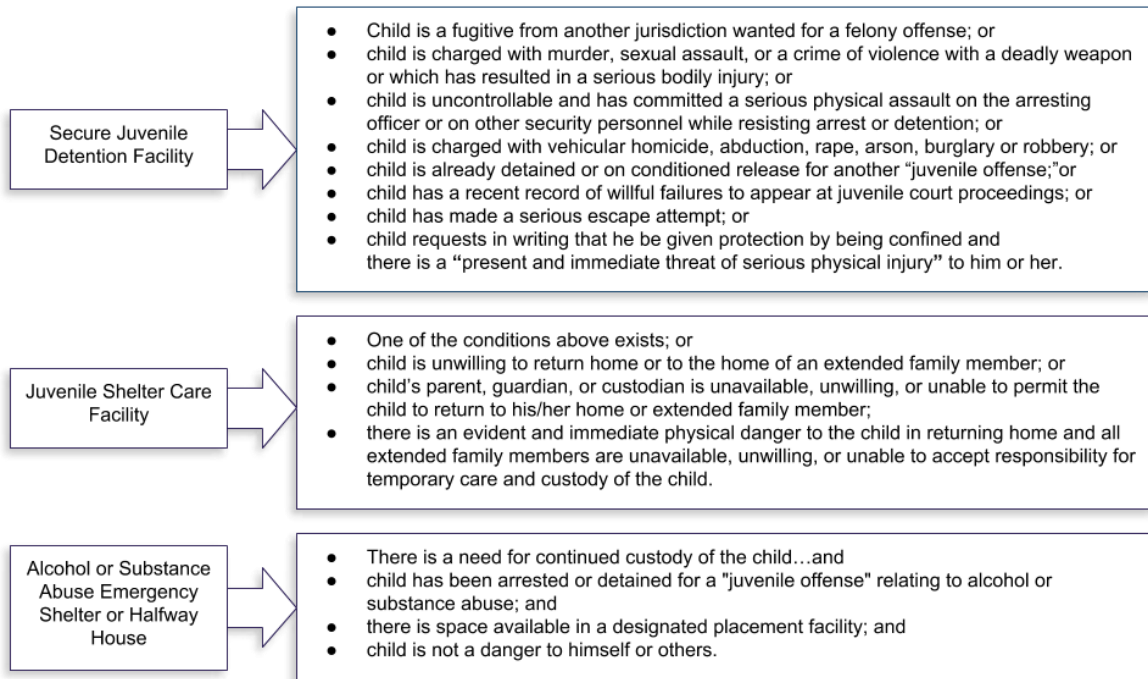 Secure Juvenile
Detention Facility
● Child is a fugitive from another jurisdiction wanted for a felony offense; or
● child is charged with murder, sexual assault, or a crime of violence with a deadly weapon
or which has resulted in a serious bodily injury; or
● child is uncontrollable and has committed a serious physical assault on the arresting
officer or on other security personnel while resisting arrest or detention; or
● child is charged with vehicular homicide, abduction, rape, arson, burglary or robbery; or
● child is already detained or on conditioned release for another “juvenile offense;”or
● child has a recent record of willful failures to appear at juvenile court proceedings; or
● child has made a serious escape attempt; or
● child requests in writing that he be given protection by being confined and
there is a “present and immediate threat of serious physical injury” to him or her.
Juvenile Shelter Care
Facility
● One of the conditions above exists; or
● child is unwilling to return home or to the home of an extended family member; or
● child’s parent, guardian, or custodian is unavailable, unwilling, or unable to permit the
child to return to his/her home or extended family member;
● there is an evident and immediate physical danger to the child in returning home and all
extended family members are unavailable, unwilling, or unable to accept responsibility for
temporary care and custody of the child.
Alcohol or Substance
Abuse Emergency
Shelter or Halfway
House
● There is a need for continued custody of the child…and
● child has been arrested or detained for a "juvenile offense" relating to alcohol or
substance abuse; and
● there is space available in a designated placement facility; and
● child is not a danger to himself or others.